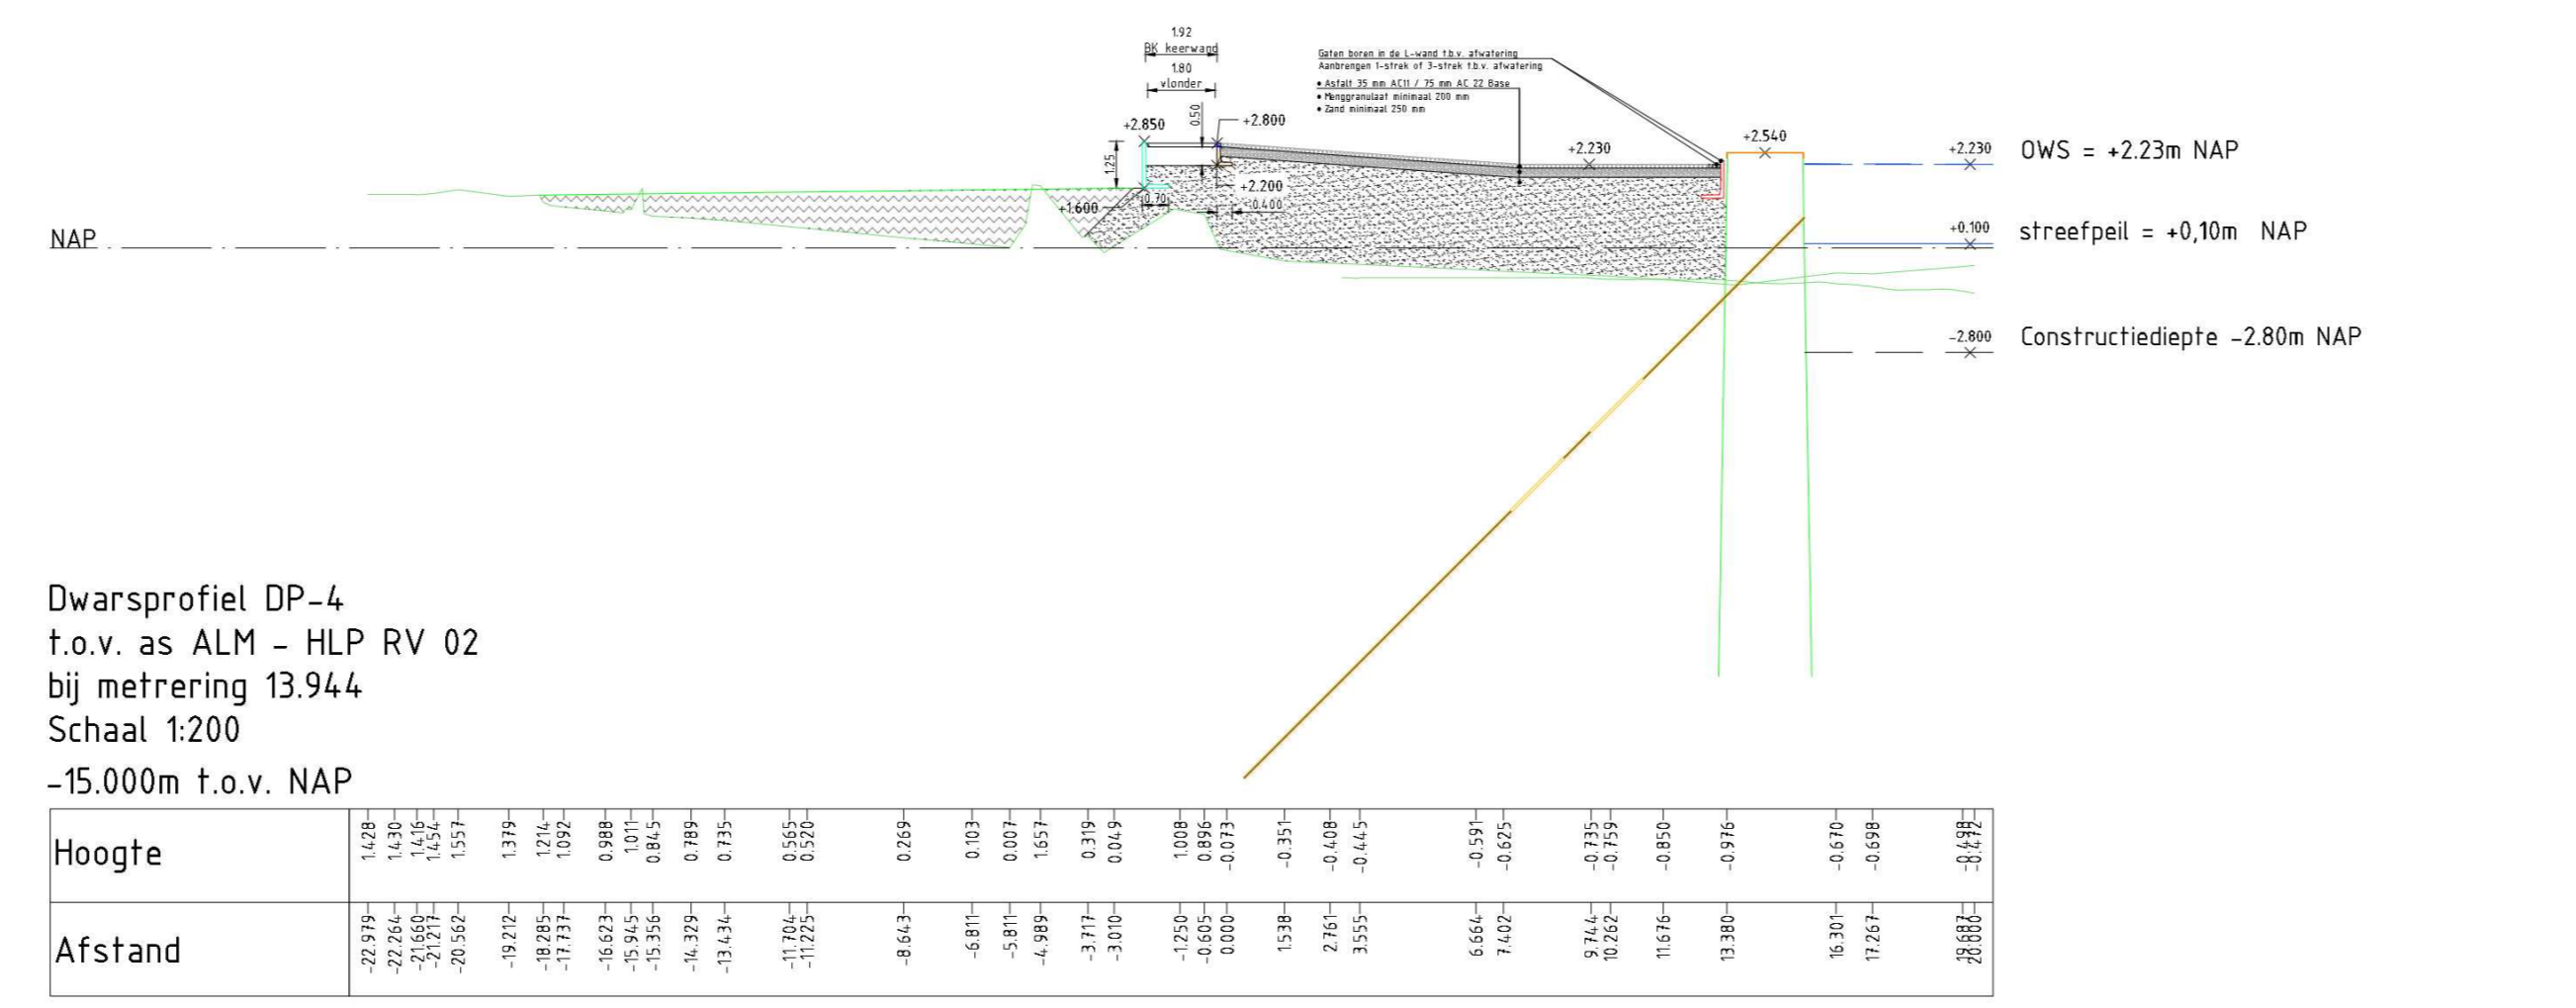 1.92
BK keerwand
1.80
vlonder
0.50
+2.850
+2.800
1.25
Gaten boren in de L-wand t.b.v. afwatering
Aanbrengen 1-strek of 3-strek t.b.v. afwatering
• Asfalt 35 mm AC11 / 75 mm AC 22 Base
• Menggranulaat minimaal 200 mm
• Zand minimaal 250 mm
+2.230
+2.540
+2.230
OWS = +2.23m NAP
+2.200
0.70
0.400
+1.600
NAP
+0.100
streefpeil = +0,10m NAP
-2.800
Constructiediepte -2.80m NAP
Dwarsprofiel DP-4
t.o.v. as ALM - HLP RV 02
bij metrering 13.944
Schaal 1:200
-15.000m t.o.v. NAP
Hoogte 1.428 1.430 1.416 1.454 1.557 1.379 1.214 1.092 0.988 1.011 0.845 0.789 0.735 0.565 0.520 0.269 0.103 0.007 1.657 0.319 0.049 1.008 0.896 -0.073 -0.351 -0.408 -0.445 -0.591 -0.625 -0.735 -0.759 -0.850 -0.976 -0.670 -0.698 -0.498 -0.472
Afstand -22.979 -22.264 -21.660 -21.217 -20.562 -19.212 -18.285 -17.737 -16.623 -15.945 -15.356 -14.329 -13.434 -11.704 -11.225 -8.643 -6.811 -5.811 -4.989 -3.717 -3.010 -1.250 -0.605 0.000 1.538 2.761 3.555 6.664 7.402 9.744 10.262 11.676 13.380 16.301 17.267 20.000